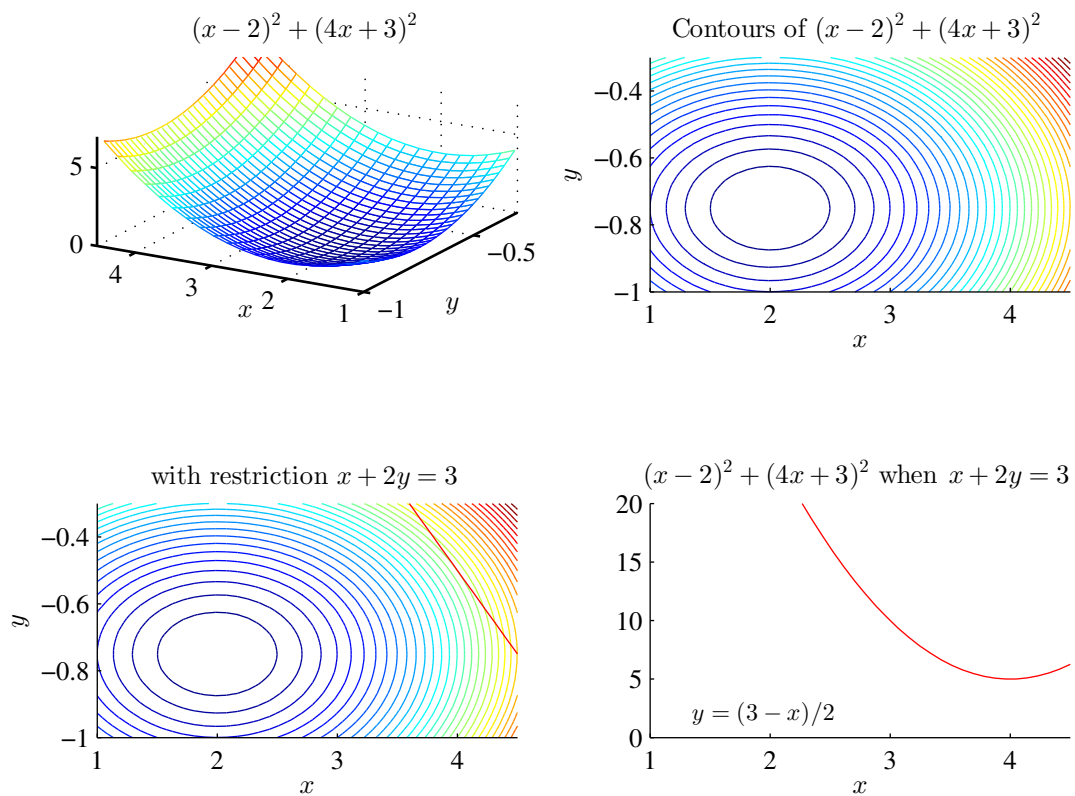 (x − 2)² + (4x + 3)²
5
0
4
3
2
1
x
−1
−0.5
y
Contours of (x − 2)² + (4x + 3)²
−0.4
−0.6
−0.8
−1
y
1
2
3
4
x
with restriction x + 2y = 3
−0.4
−0.6
−0.8
−1
y
1
2
3
4
x
(x − 2)² + (4x + 3)² when x + 2y = 3
20
15
10
5
0
y = (3 − x)/2
1
2
3
4
x